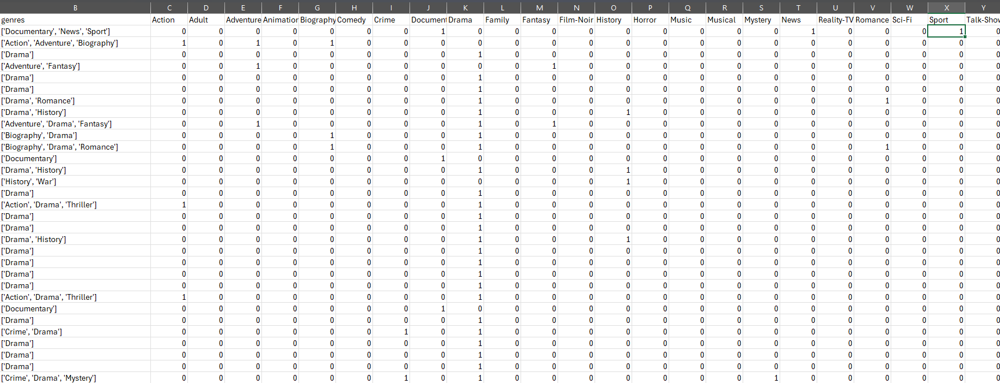 B C D E F G H I J K L M N O P Q R S T U V W X Y
genres Action Adult Adventure Animation Biography Comedy Crime Document Drama Family Fantasy Film-Noir History Horror Music Musical Mystery News Reality-TV Romance Sci-Fi Sport Talk-Show
['Documentary', 'News', 'Sport'] 0 0 0 0 0 0 0 1 0 0 0 0 0 0 0 0 0 1 0 0 0 1 0
['Action', 'Adventure', 'Biography'] 1 0 1 0 1 0 0 0 0 0 0 0 0 0 0 0 0 0 0 0 0 0 0
['Drama'] 0 0 0 0 0 0 0 0 1 0 0 0 0 0 0 0 0 0 0 0 0 0 0
['Adventure', 'Fantasy'] 0 0 1 0 0 0 0 0 0 0 1 0 0 0 0 0 0 0 0 0 0 0 0
['Drama'] 0 0 0 0 0 0 0 0 1 0 0 0 0 0 0 0 0 0 0 0 0 0 0
['Drama'] 0 0 0 0 0 0 0 0 1 0 0 0 0 0 0 0 0 0 0 0 0 0 0
['Drama', 'Romance'] 0 0 0 0 0 0 0 0 1 0 0 0 0 0 0 0 0 0 0 1 0 0 0
['Drama', 'History'] 0 0 0 0 0 0 0 0 1 0 0 0 1 0 0 0 0 0 0 0 0 0 0
['Adventure', 'Drama', 'Fantasy'] 0 0 1 0 0 0 0 0 1 0 1 0 0 0 0 0 0 0 0 0 0 0 0
['Biography', 'Drama'] 0 0 0 0 1 0 0 0 1 0 0 0 0 0 0 0 0 0 0 0 0 0 0
['Biography', 'Drama', 'Romance'] 0 0 0 0 1 0 0 0 1 0 0 0 0 0 0 0 0 0 0 1 0 0 0
['Documentary'] 0 0 0 0 0 0 0 1 0 0 0 0 0 0 0 0 0 0 0 0 0 0 0
['Drama', 'History'] 0 0 0 0 0 0 0 0 1 0 0 0 1 0 0 0 0 0 0 0 0 0 0
['History', 'War'] 0 0 0 0 0 0 0 0 0 0 0 0 1 0 0 0 0 0 0 0 0 0 0
['Drama'] 0 0 0 0 0 0 0 0 1 0 0 0 0 0 0 0 0 0 0 0 0 0 0
['Action', 'Drama', 'Thriller'] 1 0 0 0 0 0 0 0 1 0 0 0 0 0 0 0 0 0 0 0 0 0 0
['Drama'] 0 0 0 0 0 0 0 0 1 0 0 0 0 0 0 0 0 0 0 0 0 0 0
['Drama'] 0 0 0 0 0 0 0 0 1 0 0 0 0 0 0 0 0 0 0 0 0 0 0
['Drama', 'History'] 0 0 0 0 0 0 0 0 1 0 0 0 1 0 0 0 0 0 0 0 0 0 0
['Drama'] 0 0 0 0 0 0 0 0 1 0 0 0 0 0 0 0 0 0 0 0 0 0 0
['Drama'] 0 0 0 0 0 0 0 0 1 0 0 0 0 0 0 0 0 0 0 0 0 0 0
['Drama'] 0 0 0 0 0 0 0 0 1 0 0 0 0 0 0 0 0 0 0 0 0 0 0
['Drama'] 0 0 0 0 0 0 0 0 1 0 0 0 0 0 0 0 0 0 0 0 0 0 0
['Action', 'Drama', 'Thriller'] 1 0 0 0 0 0 0 0 1 0 0 0 0 0 0 0 0 0 0 0 0 0 0
['Documentary'] 0 0 0 0 0 0 0 1 0 0 0 0 0 0 0 0 0 0 0 0 0 0 0
['Drama'] 0 0 0 0 0 0 0 0 1 0 0 0 0 0 0 0 0 0 0 0 0 0 0
['Crime', 'Drama'] 0 0 0 0 0 0 1 0 1 0 0 0 0 0 0 0 0 0 0 0 0 0 0
['Drama'] 0 0 0 0 0 0 0 0 1 0 0 0 0 0 0 0 0 0 0 0 0 0 0
['Drama'] 0 0 0 0 0 0 0 0 1 0 0 0 0 0 0 0 0 0 0 0 0 0 0
['Drama'] 0 0 0 0 0 0 0 0 1 0 0 0 0 0 0 0 0 0 0 0 0 0 0
['Crime', 'Drama', 'Mystery'] 0 0 0 0 0 0 1 0 1 0 0 0 0 0 0 0 1 0 0 0 0 0 0